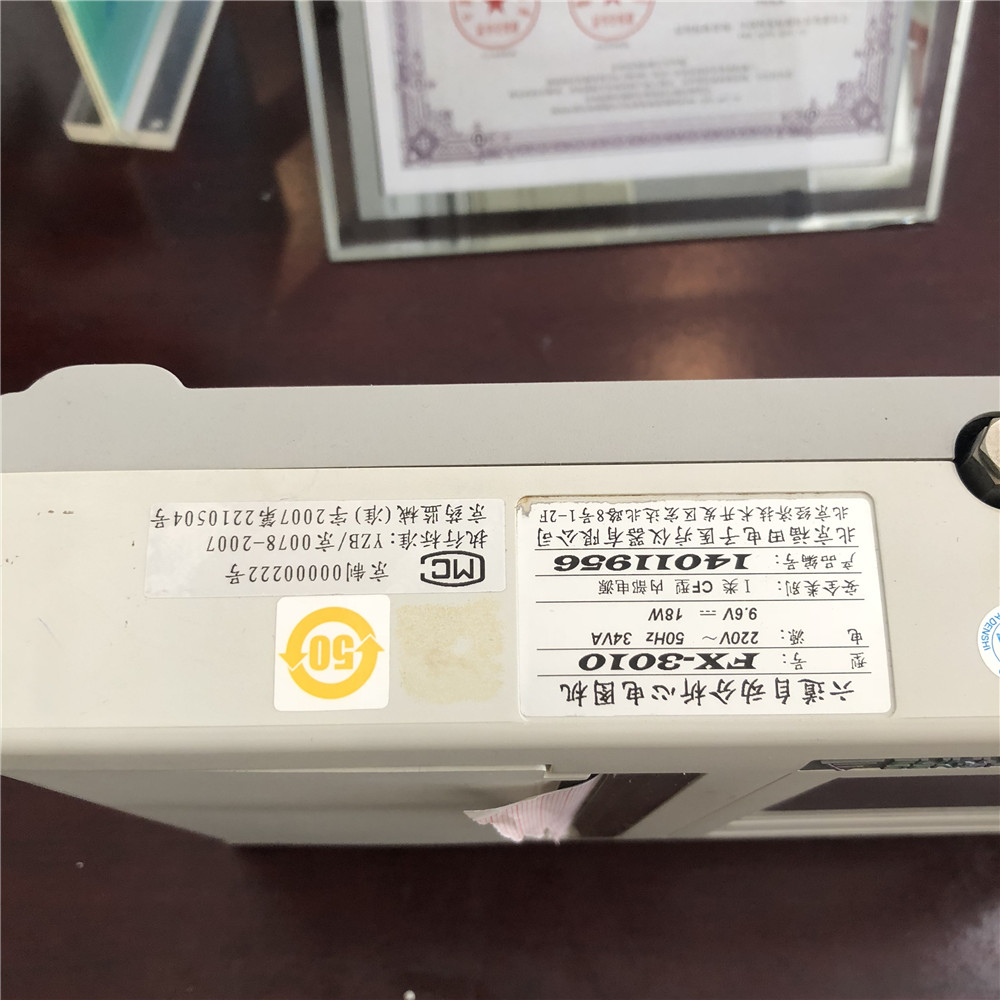 六道自动分析心电图机
型 号: FX-3010
电 源: 220V～ 50Hz 34VA
9.6V ⎓ 18W
安全类别: I 类 CF型 内部电源
产品编号: 14011956
北京福田电子医疗仪器有限公司
北京经济技术开发区宏达北路8号1-2F
50
MC 京制00000222号
执行标准: YZB/京0078-2007
京药监械(准)字2007第2210504号
DENSHI